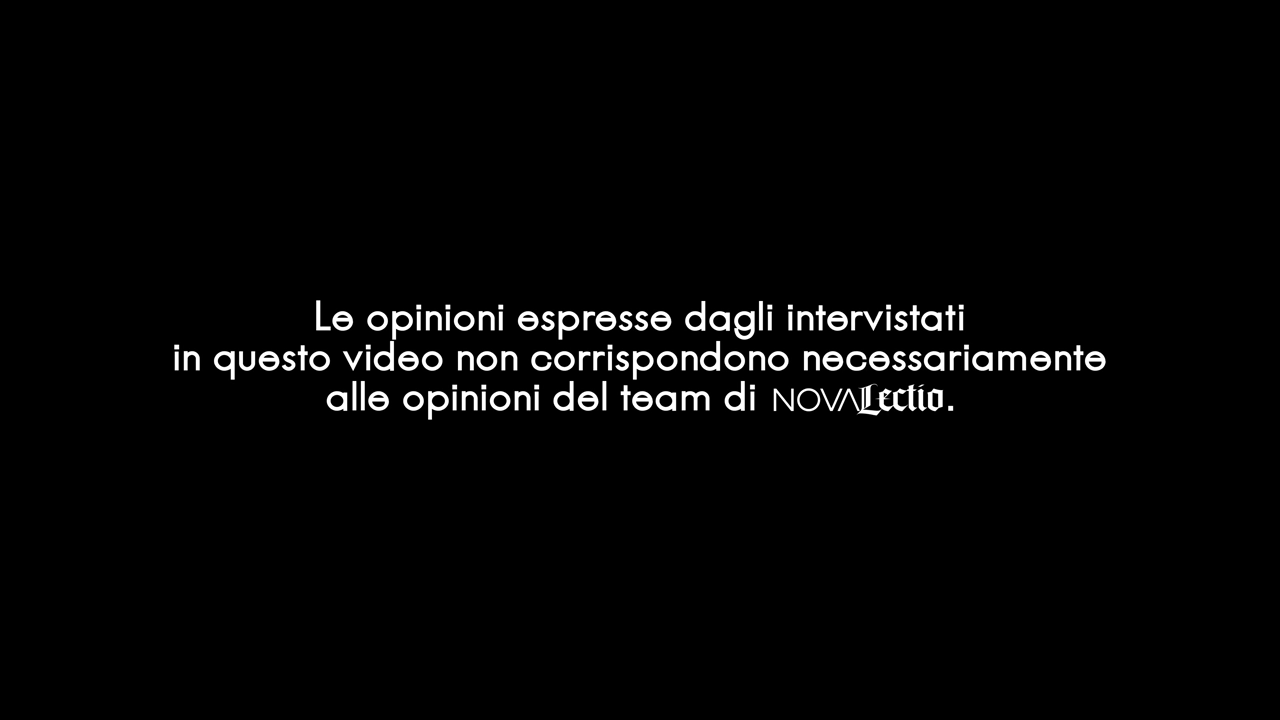 Le opinioni espresse dagli intervistati
in questo video non corrispondono necessariamente
alle opinioni del team di NOVALectio.